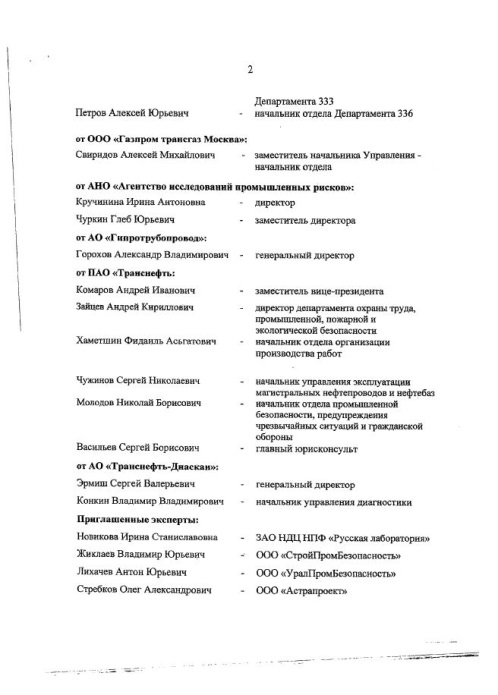 2
Департамента 333
Петров Алексей Юрьевич - начальник отдела Департамента 336
от ООО «Газпром трансгаз Москва»:
Свиридов Алексей Михайлович - заместитель начальника Управления -
начальник отдела
от АНО «Агентство исследований промышленных рисков»:
Кручинина Ирина Антоновна - директор
Чуркин Глеб Юрьевич - заместитель директора
от АО «Гипротрубопровод»:
Горохов Александр Владимирович - генеральный директор
от ПАО «Транснефть:
Комаров Андрей Иванович - заместитель вице-президента
Зайцев Андрей Кириллович - директор департамента охраны труда,
промышленной, пожарной и
экологической безопасности
Хаметшин Фидаиль Асьгатович - начальник отдела организации
производства работ
Чужинов Сергей Николаевич - начальник управления эксплуатации
магистральных нефтепроводов и нефтебаз
Молодов Николай Борисович - начальник отдела промышленной
безопасности, предупреждения
чрезвычайных ситуаций и гражданской
обороны
Васильев Сергей Борисович - главный юрисконсульт
от АО «Транснефть-Диаскан»:
Эрмиш Сергей Валерьевич - генеральный директор
Конкин Владимир Владимирович - начальник управления диагностики
Приглашенные эксперты:
Новикова Ирина Станиславовна - ЗАО НДЦ НПФ «Русская лаборатория»
Жиклаев Владимир Юрьевич - ООО «СтройПромБезопасность»
Лихачев Антон Юрьевич - ООО «УралПромБезопасность»
Стребков Олег Александрович - ООО «Астрапроект»